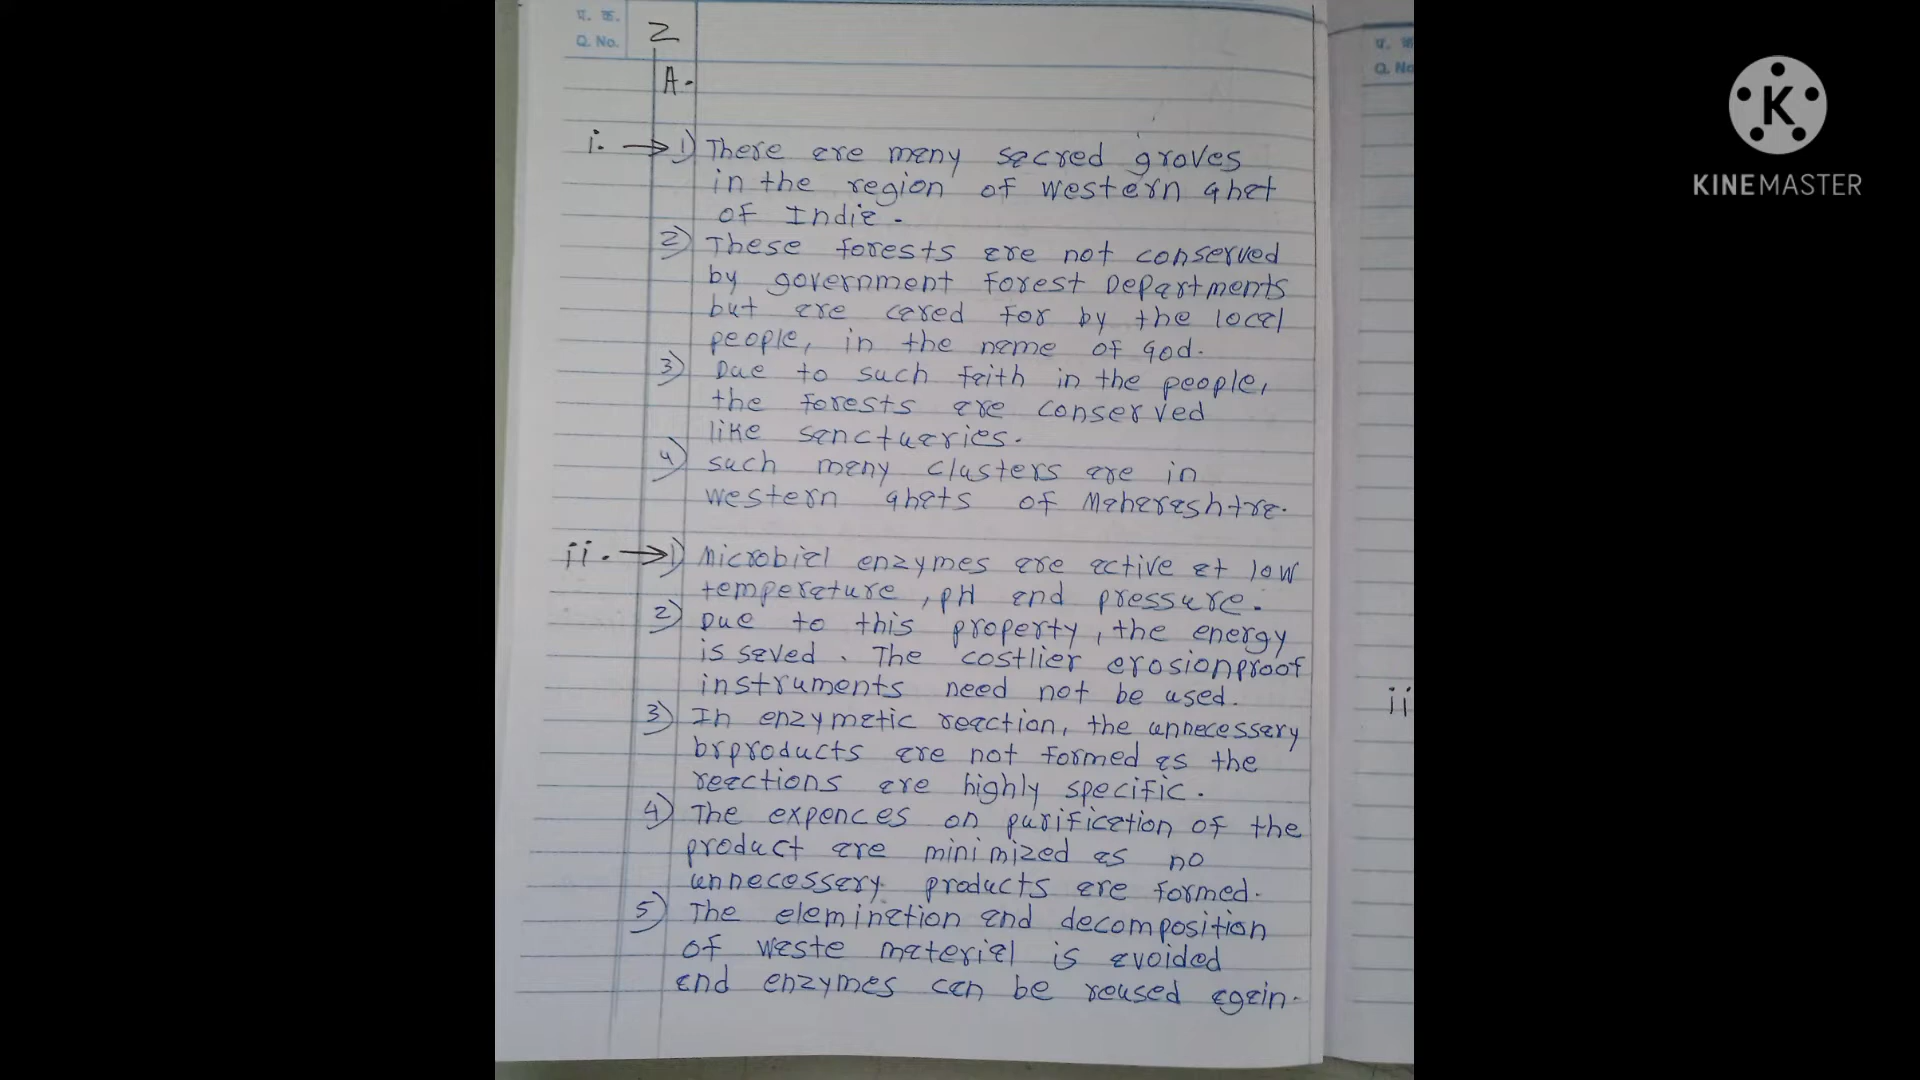 प. क्र.
Q. No.
2
A-
i. → 1) There are many sacred groves
in the region of western ghat
of India.
2) These forests are not conserved
by government forest Departments
but are cared for by the local
people, in the name of God.
3) Due to such faith in the people,
the forests are conserved
like sanctuaries.
4) such many clusters are in
western ghats of Maharashtra.
ii. → 1) Microbial enzymes are active at low
temperature, pH and pressure.
2) Due to this property, the energy
is saved. The costlier erosionproof
instruments need not be used.
3) In enzymatic reaction, the unnecessary
brproducts are not formed as the
reactions are highly specific.
4) The expences on purification of the
product are minimized as no
unnecessary products are formed.
5) The elemination and decomposition
of waste material is avoided
and enzymes can be reused again.
Q. No
ii
K
KINEMASTER